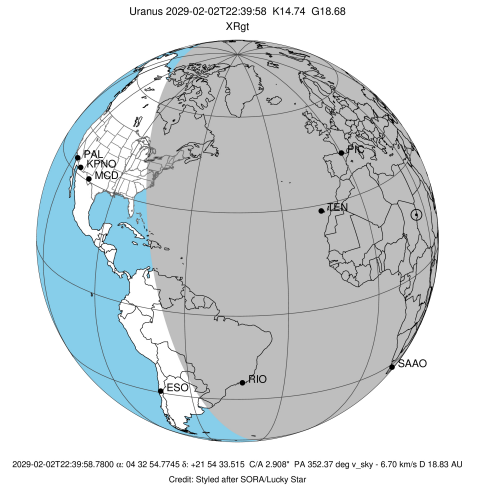 Uranus 2029-02-02T22:39:58 K14.74 G18.68
XRgt
PAL
KPNO
MCD
PIC
TEN
SAAO
RIO
ESO
2029-02-02T22:39:58.7800 α: 04 32 54.7745 δ: +21 54 33.515 C/A 2.908" PA 352.37 deg v_sky - 6.70 km/s D 18.83 AU
Credit: Styled after SORA/Lucky Star